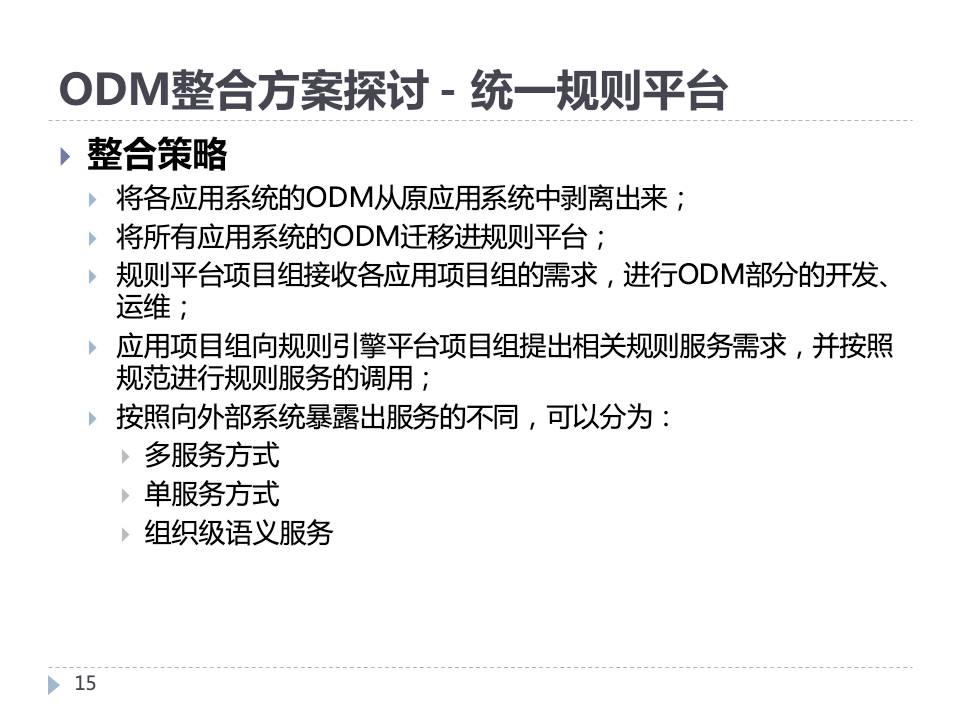 ODM整合方案探讨 - 统一规则平台
整合策略
将各应用系统的ODM从原应用系统中剥离出来；
将所有应用系统的ODM迁移进规则平台；
规则平台项目组接收各应用项目组的需求，进行ODM部分的开发、
运维；
应用项目组向规则引擎平台项目组提出相关规则服务需求，并按照
规范进行规则服务的调用；
按照向外部系统暴露出服务的不同，可以分为：
多服务方式
单服务方式
组织级语义服务
15